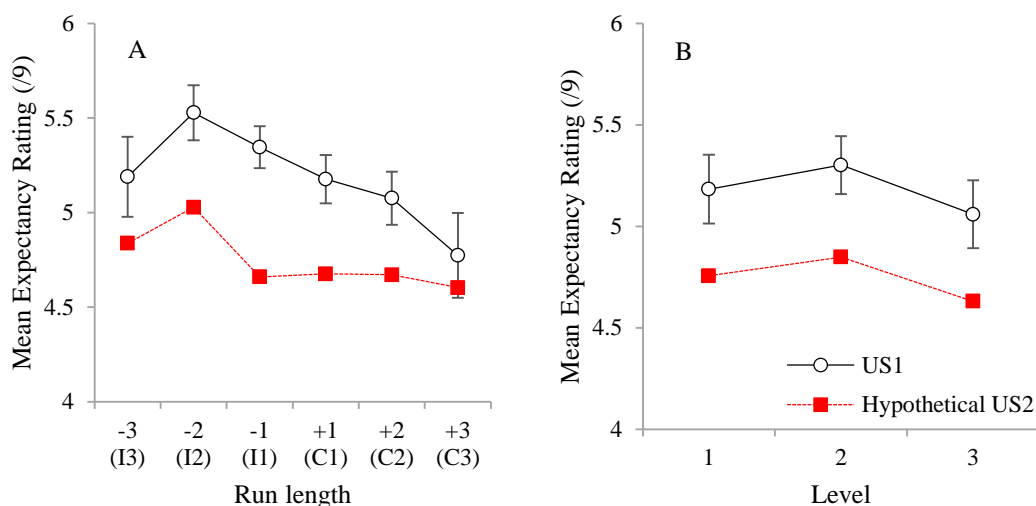 A
Mean Expectancy Rating (/9)
6
5.5
5
4.5
4
-3 -2 -1 +1 +2 +3
(I3) (I2) (I1) (C1) (C2) (C3)
Run length
B
Mean Expectancy Rating (/9)
6
5.5
5
4.5
4
US1
Hypothetical US2
1 2 3
Level